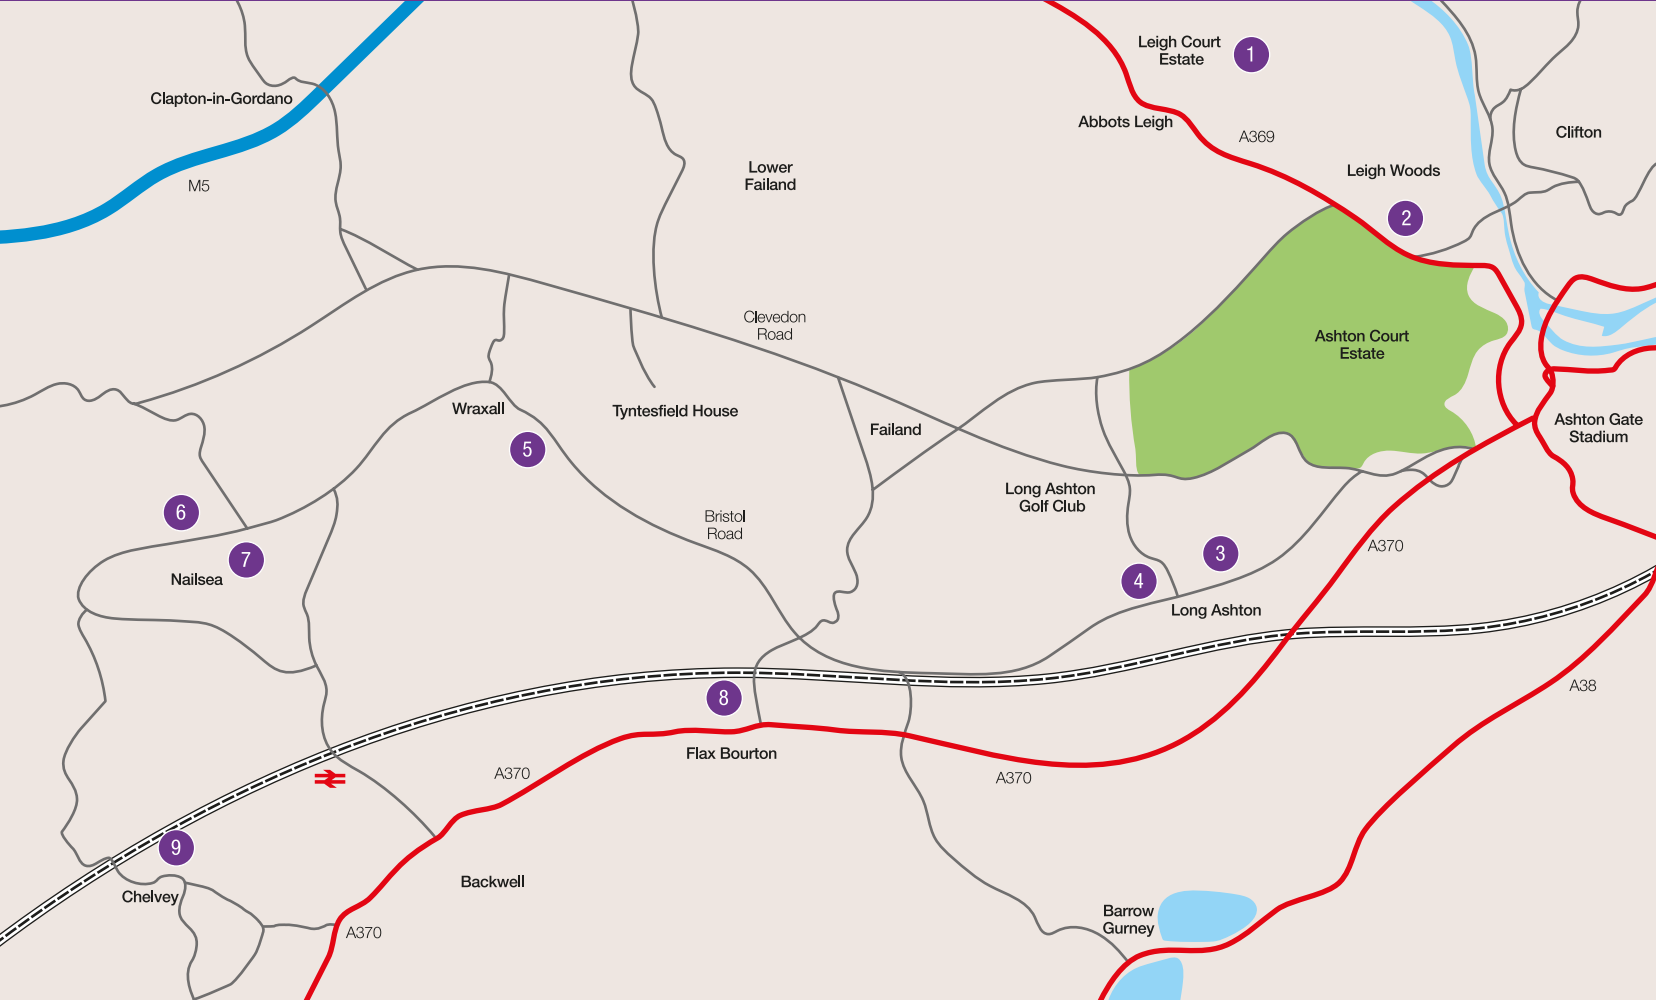 Leigh Court
Estate
1
Clapton-in-Gordano
Abbots Leigh
A369
Clifton
M5
Lower
Failand
Leigh Woods
2
Clevedon
Road
Ashton Court
Estate
Wraxall
Tyntesfield House
Failand
Ashton Gate
Stadium
5
Long Ashton
Golf Club
6
Bristol
Road
A370
3
7
Nailsea
4
Long Ashton
8
A38
Flax Bourton
A370
A370
9
Chelvey
Backwell
A370
Barrow
Gurney